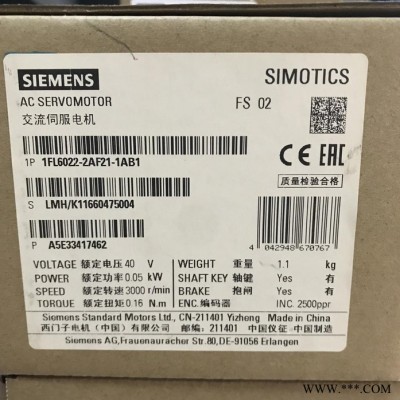 SIEMENS
SIMOTICS
AC SERVOMOTOR
FS 02
交流伺服电机
1P 1FL6022-2AF21-1AB1
CE EAC
质量检验合格
S LMH/K11660475004
P A5E33417462
4 042948 670767
VOLTAGE 额定电压 40 V WEIGHT 重量 1.1 kg
POWER 额定功率 0.05 kW SHAFT KEY 轴键 Yes 有
SPEED 额定转速 3000 r/min BRAKE 抱闸 Yes 有
TORQUE 额定扭矩 0.16 N.m ENC 编码器 INC 2500ppr
Siemens Standard Motors Ltd., CN-211401 Yizheng Made in China
西门子电机（中国）有限公司 邮编：211401 中国仪征 中国制造
Siemens AG,Frauenauracher Str.80,DE-91056 Erlangen
www.***.com